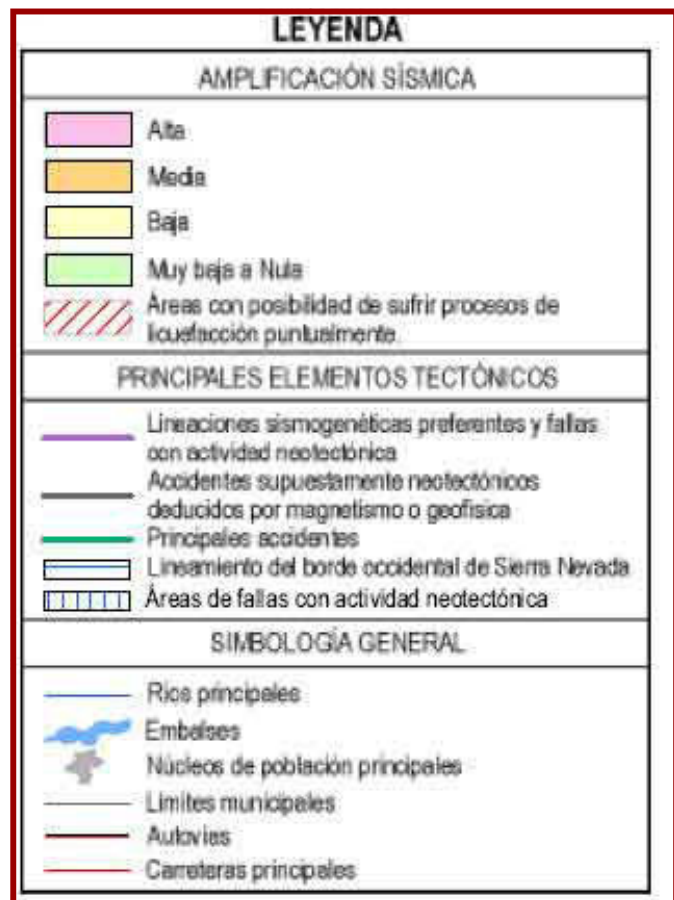 LEYENDA
AMPLIFICACIÓN SÍSMICA
Alta
Media
Baja
Muy baja a Nula
Áreas con posibilidad de sufrir procesos de
licuefacción puntualmente.
PRINCIPALES ELEMENTOS TECTÓNICOS
Lineaciones sismogenéticas preferentes y fallas
con actividad neotectónica
Accidentes supuestamente neotectónicos
deducidos por magnetismo o geofísica
Principales accidentes
Lineamiento del borde occidental de Sierra Nevada
Áreas de fallas con actividad neotectónica
SIMBOLOGÍA GENERAL
Ríos principales
Embalses
Núcleos de población principales
Límites municipales
Autovías
Carreteras principales